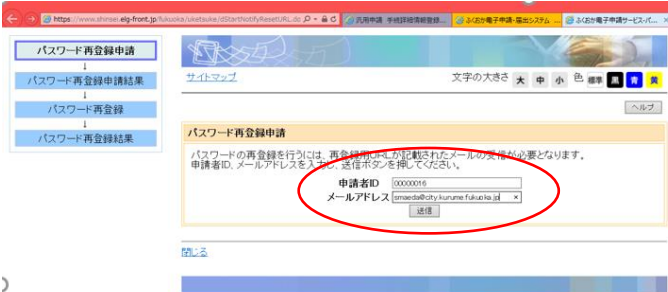 https://www.shinsei.elg-front.jp/fukuoka/uketsuke/dStartNotifyResetURL.do
汎用申請 手続詳細情報登録...
ふくおか電子申請・届出システム ...
ふくおか電子申請サービス-パ...
パスワード再登録申請
↓
パスワード再登録申請結果
↓
パスワード再登録
↓
パスワード再登録結果
サイトマップ
文字の大きさ 大 中 小 色 標準 黒 青 黄
ヘルプ
パスワード再登録申請
パスワードの再登録を行うには、再登録用URLが記載されたメールの受信が必要となります。
申請者ID、メールアドレスを入力し、送信ボタンを押してください。
申請者ID 00000016
メールアドレス smaeda@city.kurume.fukuoka.jp ×
送信
閉じる